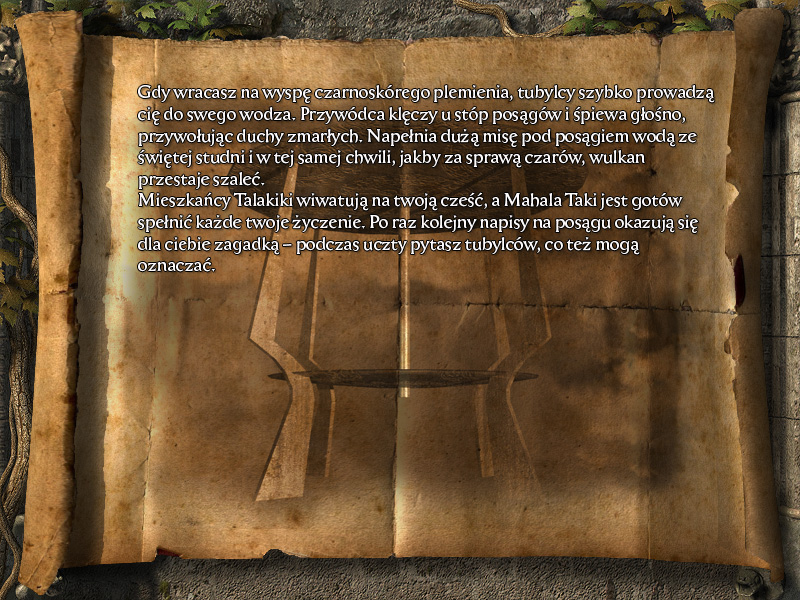 Gdy wracasz na wyspę czarnoskórego plemienia, tubylcy szybko prowadzą
cię do swego wodza. Przywódca klęczy u stóp posągów i śpiewa głośno,
przywołując duchy zmarłych. Napełnia dużą misę pod posągiem wodą ze
świętej studni i w tej samej chwili, jakby za sprawą czarów, wulkan
przestaje szaleć.
Mieszkańcy Talakiki wiwatują na twoją cześć, a Mahala Taki jest gotów
spełnić każde twoje życzenie. Po raz kolejny napisy na posągu okazują się
dla ciebie zagadką – podczas uczty pytasz tubylców, co też mogą
oznaczać.